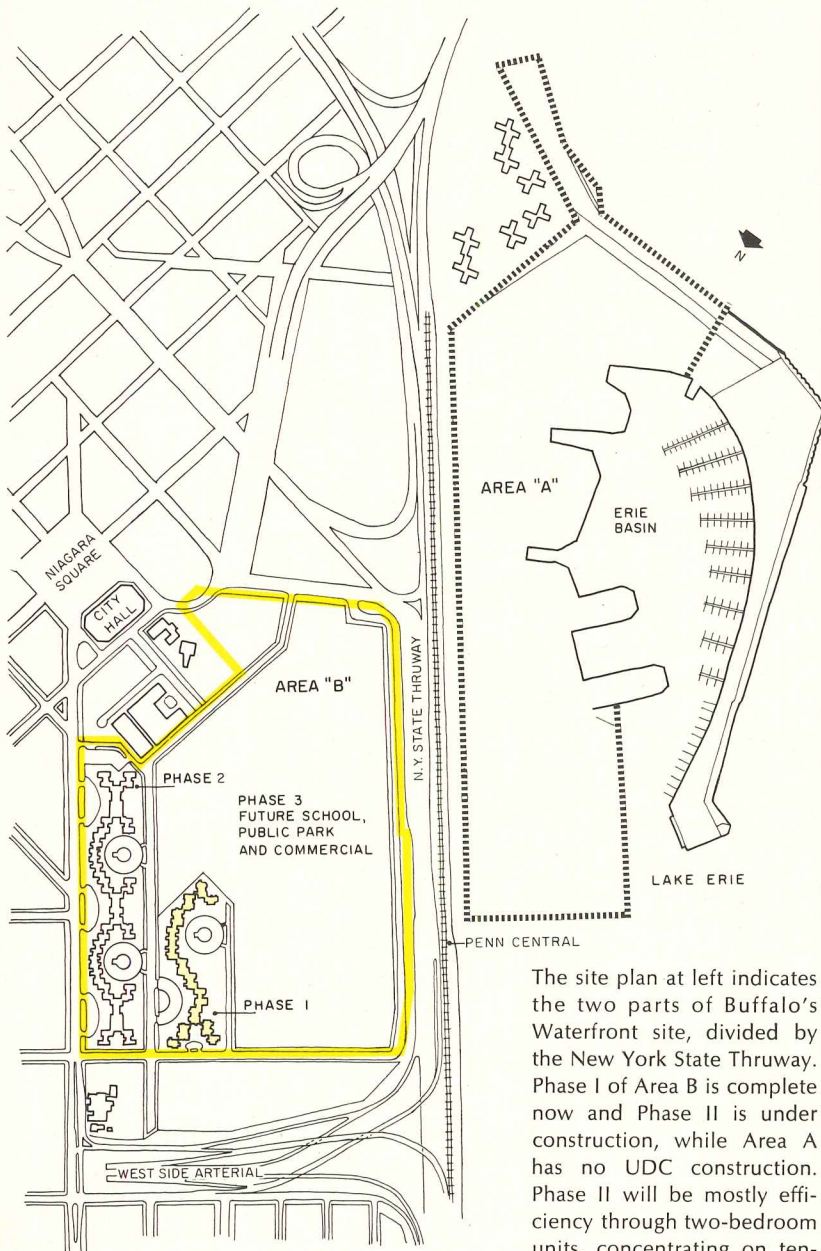 N
AREA "A"
ERIE
BASIN
NIAGARA
SQUARE
CITY
HALL
AREA "B"
N.Y. STATE THRUWAY
PHASE 2
PHASE 3
FUTURE SCHOOL,
PUBLIC PARK
AND COMMERCIAL
LAKE ERIE
PENN CENTRAL
PHASE I
WEST SIDE ARTERIAL
The site plan at left indicates
the two parts of Buffalo's
Waterfront site, divided by
the New York State Thruway.
Phase I of Area B is complete
now and Phase II is under
construction, while Area A
has no UDC construction.
Phase II will be mostly effi-
ciency through two-bedroom
units, concentrating on ten-